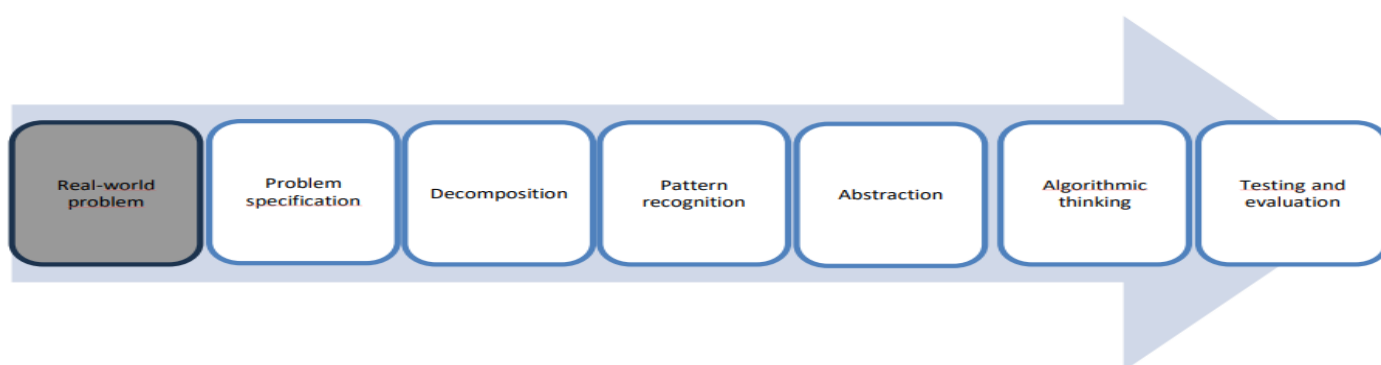 Real-world
problem
Problem
specification
Decomposition
Pattern
recognition
Abstraction
Algorithmic
thinking
Testing and
evaluation